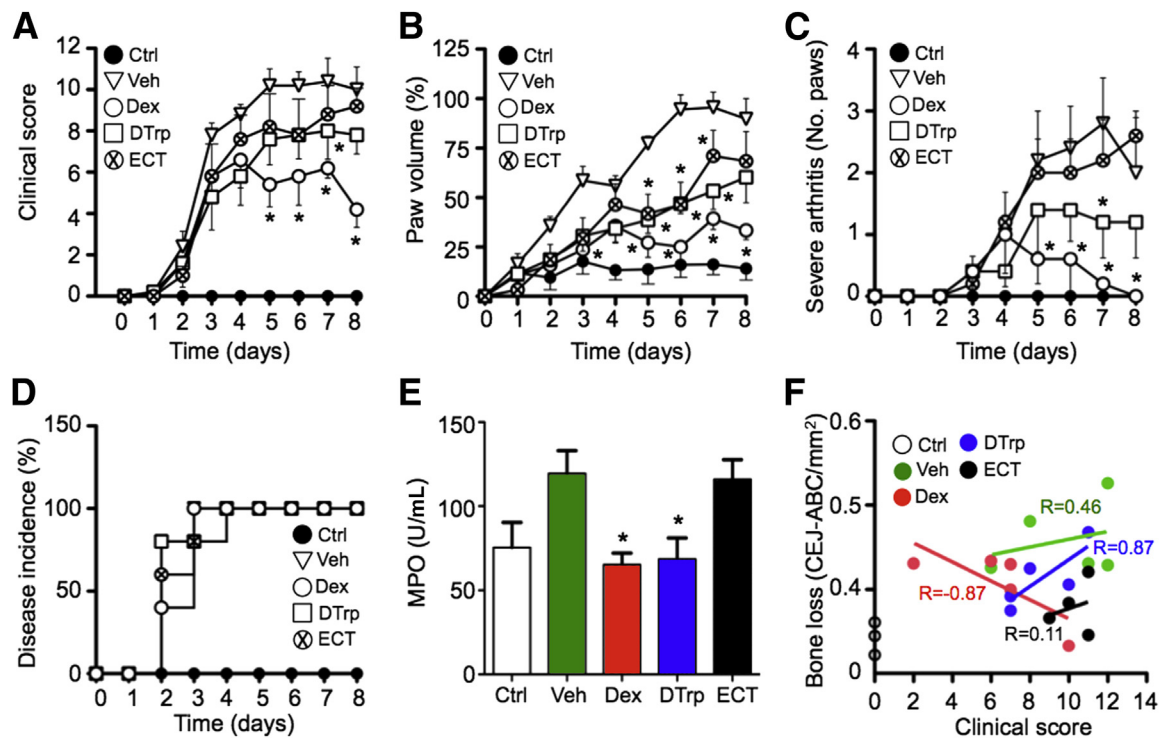 A
Clinical score
12
10
8
6
4
2
0
Ctrl
Veh
Dex
DTrp
ECT
*
*
*
*
*
0 1 2 3 4 5 6 7 8
Time (days)
B
Paw volume (%)
125
100
75
50
25
0
Ctrl
Veh
Dex
DTrp
ECT
*
*
*
*
*
*
*
*
*
*
0 1 2 3 4 5 6 7 8
Time (days)
C
Severe arthritis (No. paws)
4
3
2
1
0
Ctrl
Veh
Dex
DTrp
ECT
*
*
*
*
*
0 1 2 3 4 5 6 7 8
Time (days)
D
Disease incidence (%)
150
100
50
0
Ctrl
Veh
Dex
DTrp
ECT
0 1 2 3 4 5 6 7 8
Time (days)
E
MPO (U/mL)
150
100
50
0
*
*
Ctrl Veh Dex DTrp ECT
F
Bone loss (CEJ-ABC/mm²)
0.6
0.5
0.4
0
Ctrl
Veh
Dex
DTrp
ECT
R=0.46
R=0.87
R=-0.87
R=0.11
0 2 4 6 8 10 12 14
Clinical score